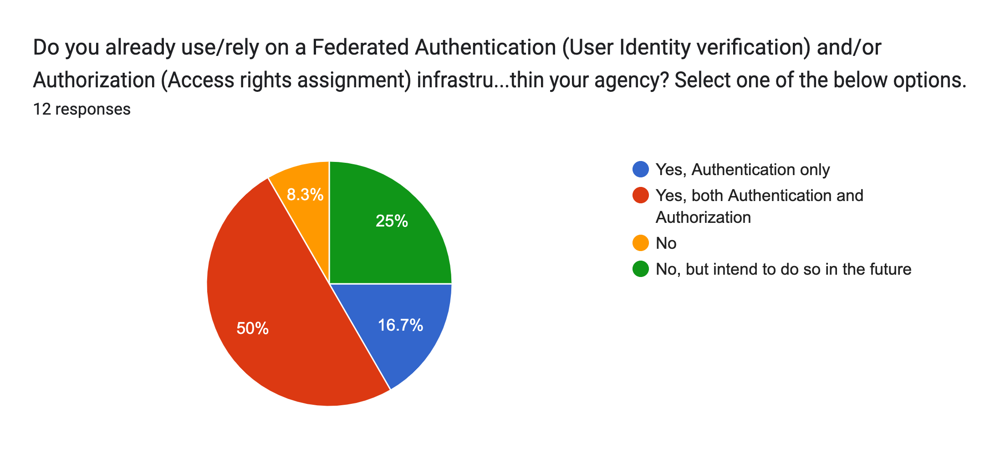 Do you already use/rely on a Federated Authentication (User Identity verification) and/or
Authorization (Access rights assignment) infrastru...thin your agency? Select one of the below options.
12 responses
8.3%
25%
50%
16.7%
Yes, Authentication only
Yes, both Authentication and
Authorization
No
No, but intend to do so in the future